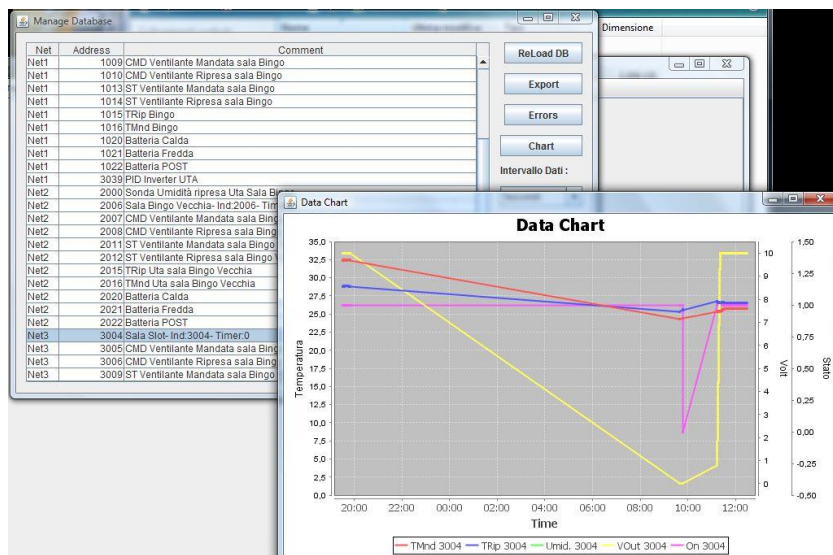 Manage Database
Dimensione
Net Address Comment
Net1 1009 CMD Ventilante Mandata sala Bingo
Net1 1010 CMD Ventilante Ripresa sala Bingo
Net1 1013 ST Ventilante Mandata sala Bingo
Net1 1014 ST Ventilante Ripresa sala Bingo
Net1 1015 TRip Bingo
Net1 1016 TMnd Bingo
Net1 1020 Batteria Calda
Net1 1021 Batteria Fredda
Net1 1022 Batteria POST
Net1 3039 PID Inverter UTA
Net2 2000 Sonda Umidità ripresa Uta Sala Bingo
Net2 2006 Sala Bingo Vecchia- Ind:2006- Tim
Net2 2007 CMD Ventilante Mandata sala Bing
Net2 2008 CMD Ventilante Ripresa sala Bing
Net2 2011 ST Ventilante Mandata sala Bingo
Net2 2012 ST Ventilante Ripresa sala Bingo V
Net2 2015 TRip Uta sala Bingo Vecchia
Net2 2016 TMnd Uta sala Bingo Vecchia
Net2 2020 Batteria Calda
Net2 2021 Batteria Fredda
Net2 2022 Batteria POST
Net3 3004 Sala Slot- Ind:3004- Timer:0
Net3 3005 CMD Ventilante Mandata sala Bing
Net3 3006 CMD Ventilante Ripresa sala Bing
Net3 3009 ST Ventilante Mandata sala Bingo
ReLoad DB
Export
Errors
Chart
Intervallo Dati :
Data Chart
Data Chart
Temperatura
35,0
32,5
30,0
27,5
25,0
22,5
20,0
17,5
15,0
12,5
10,0
7,5
5,0
2,5
0,0
10
9
8
7
6
5
4
3
2
1
0
Volt
1,50
1,25
1,00
0,75
0,50
0,25
0,00
-0,25
-0,50
Stato
20:00 22:00 00:00 02:00 04:00 06:00 08:00 10:00 12:00
Time
TMnd 3004 TRip 3004 Umid. 3004 VOut 3004 On 3004